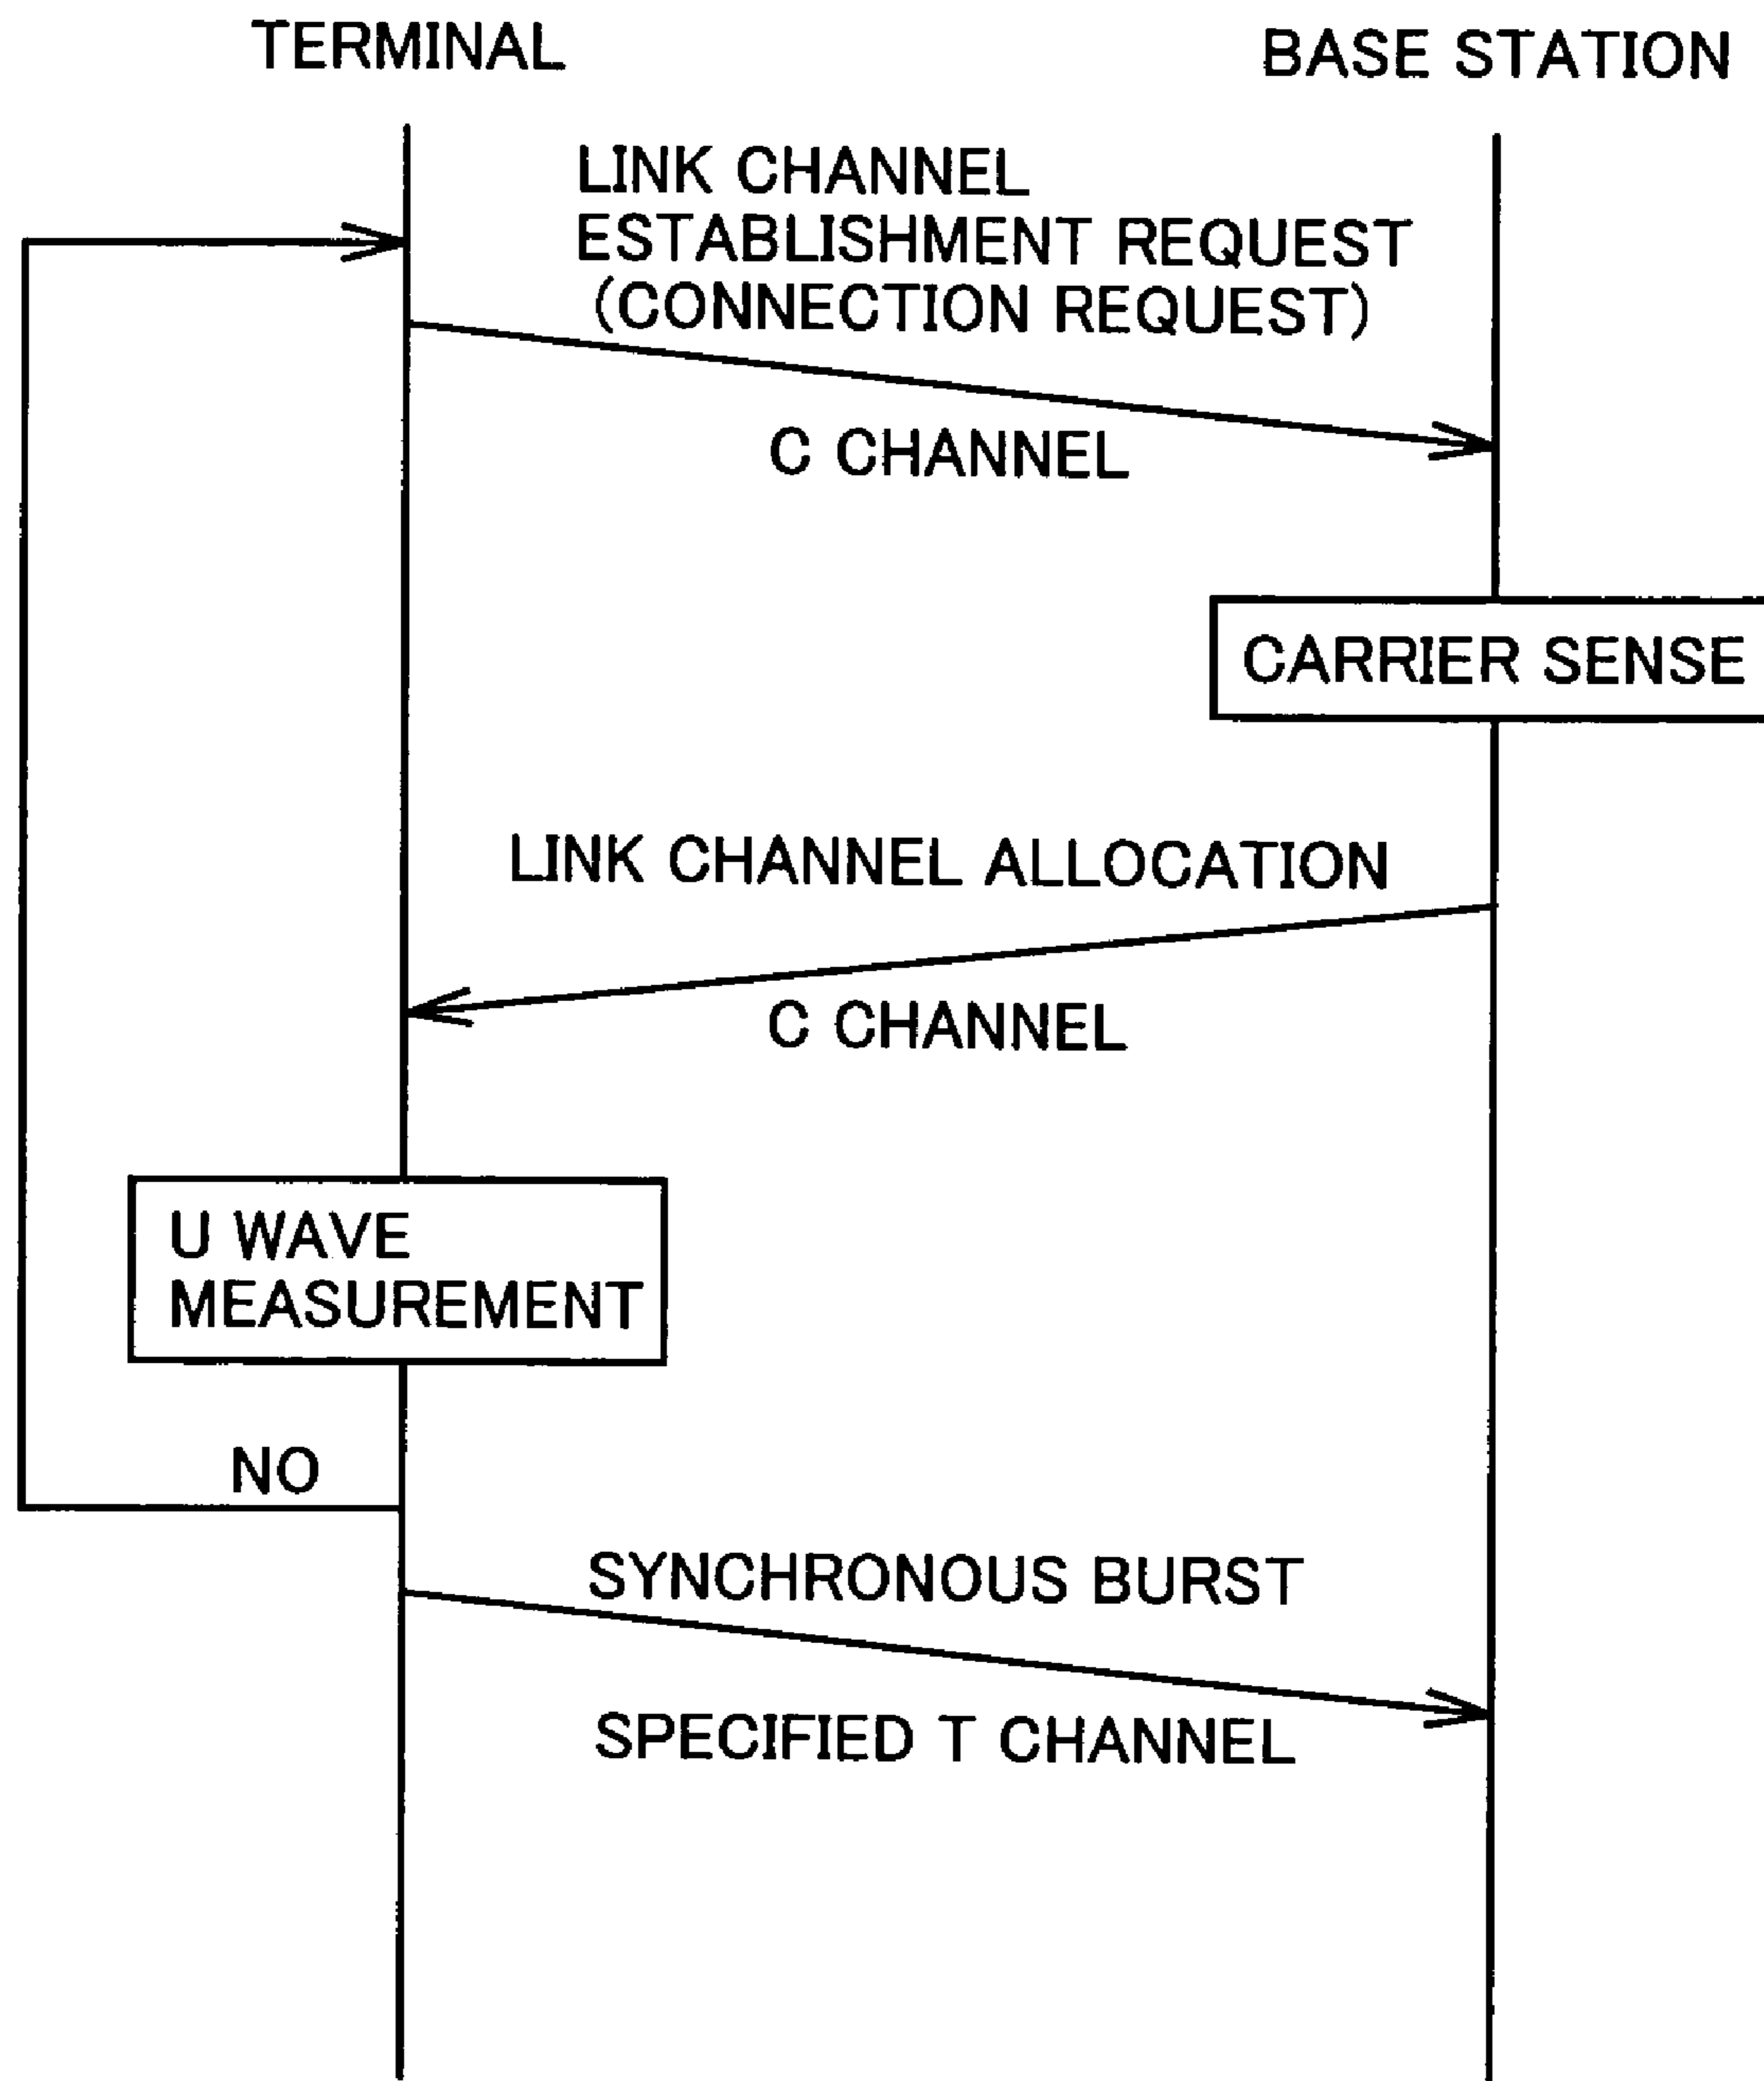 TERMINAL
BASE STATION
LINK CHANNEL
ESTABLISHMENT REQUEST
(CONNECTION REQUEST)
C CHANNEL
CARRIER SENSE
LINK CHANNEL ALLOCATION
C CHANNEL
U WAVE
MEASUREMENT
NO
SYNCHRONOUS BURST
SPECIFIED T CHANNEL